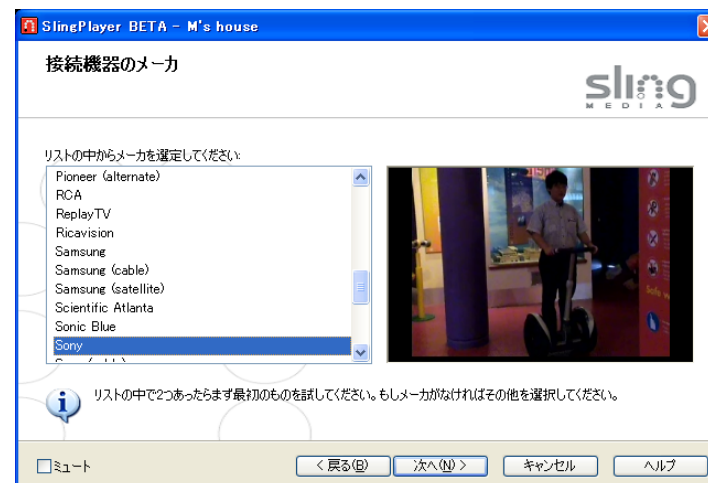 SlingPlayer BETA - M's house
接続機器のメーカ
sling
MEDIA
リストの中からメーカを選定してください:
Pioneer (alternate)
RCA
ReplayTV
Ricavision
Samsung
Samsung (cable)
Samsung (satellite)
Scientific Atlanta
Sonic Blue
Sony
リストの中で2つあったらまず最初のものを試してください。もしメーカがなければその他を選択してください。
ミュート
< 戻る(B)
次へ(N) >
キャンセル
ヘルプ